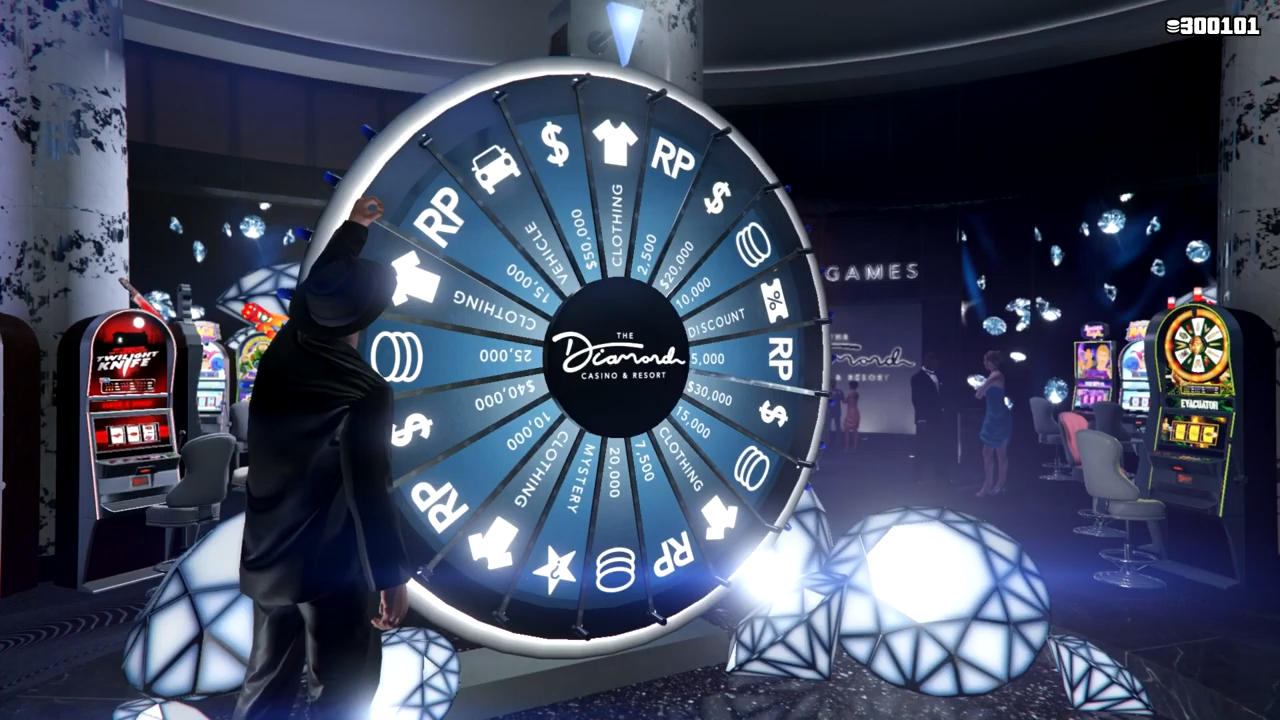 300101
$
RP
$
RP
$
CLOTHING
2,500
$50,000
VEHICLE
$20,000
15,000
10,000
CLOTHING
DISCOUNT
%
GAMES
THE
Diamond
CASINO & RESORT
25,000
5,000
RP
$40,000
$30,000
$
$
10,000
15,000
CLOTHING
CLOTHING
MYSTERY
20,000
7,500
RP
?
RP
TWILIGHT
KNIFE
EVACUATOR